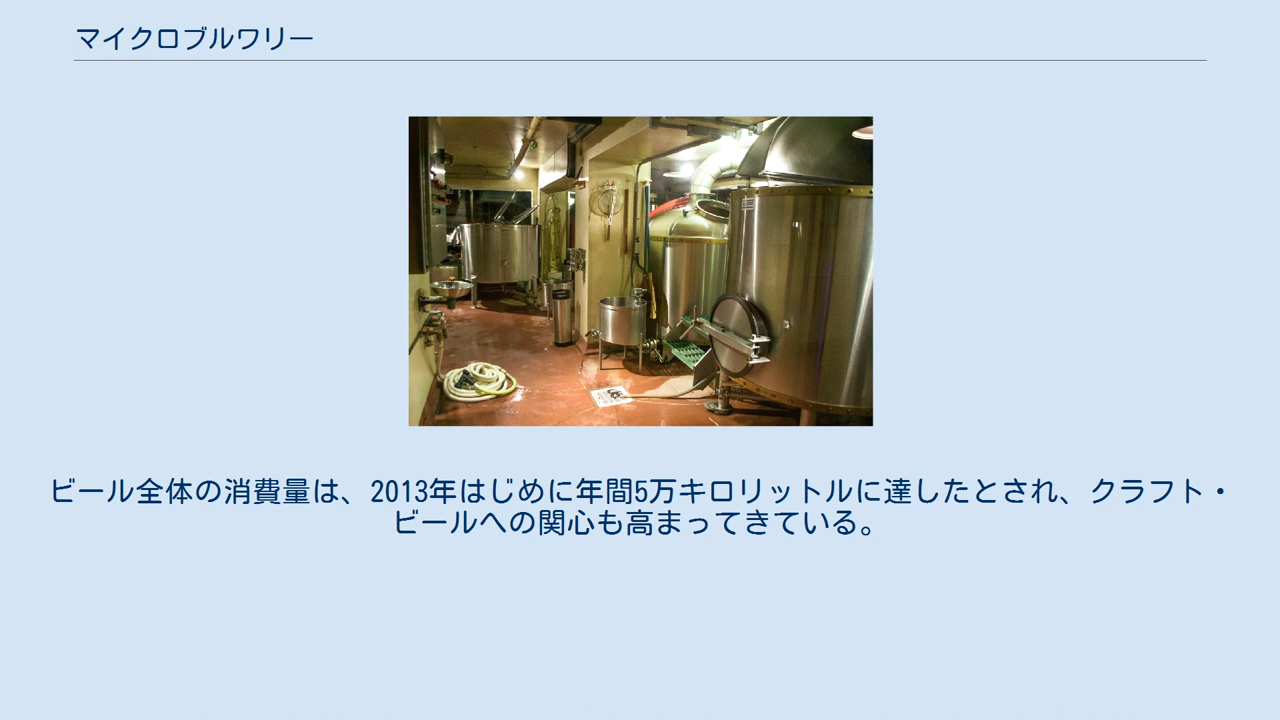 マイクロブルワリー
ビール全体の消費量は、2013年はじめに年間5万キロリットルに達したとされ、クラフト・
ビールへの関心も高まってきている。